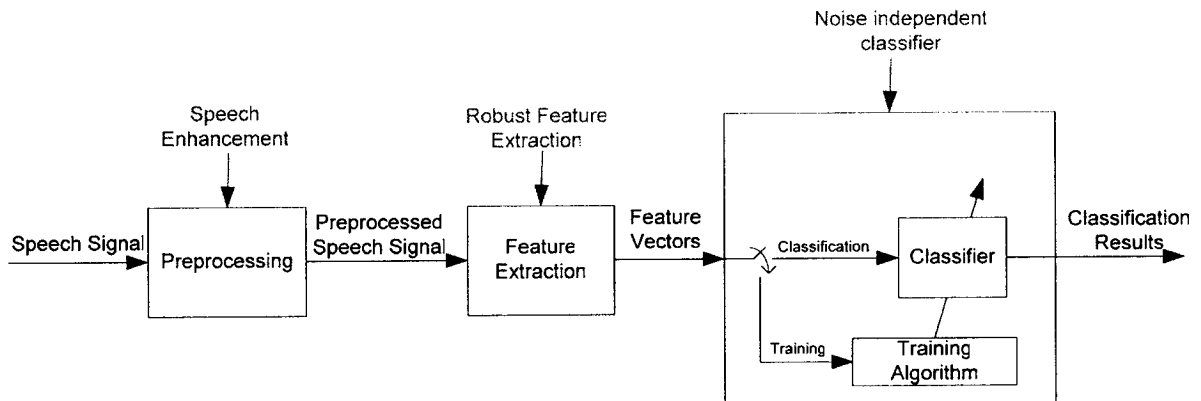 Noise independent
classifier
Speech
Enhancement
Robust Feature
Extraction
Speech Signal
Preprocessing
Preprocessed
Speech Signal
Feature
Extraction
Feature
Vectors
Classification
Classifier
Classification
Results
Training
Training
Algorithm